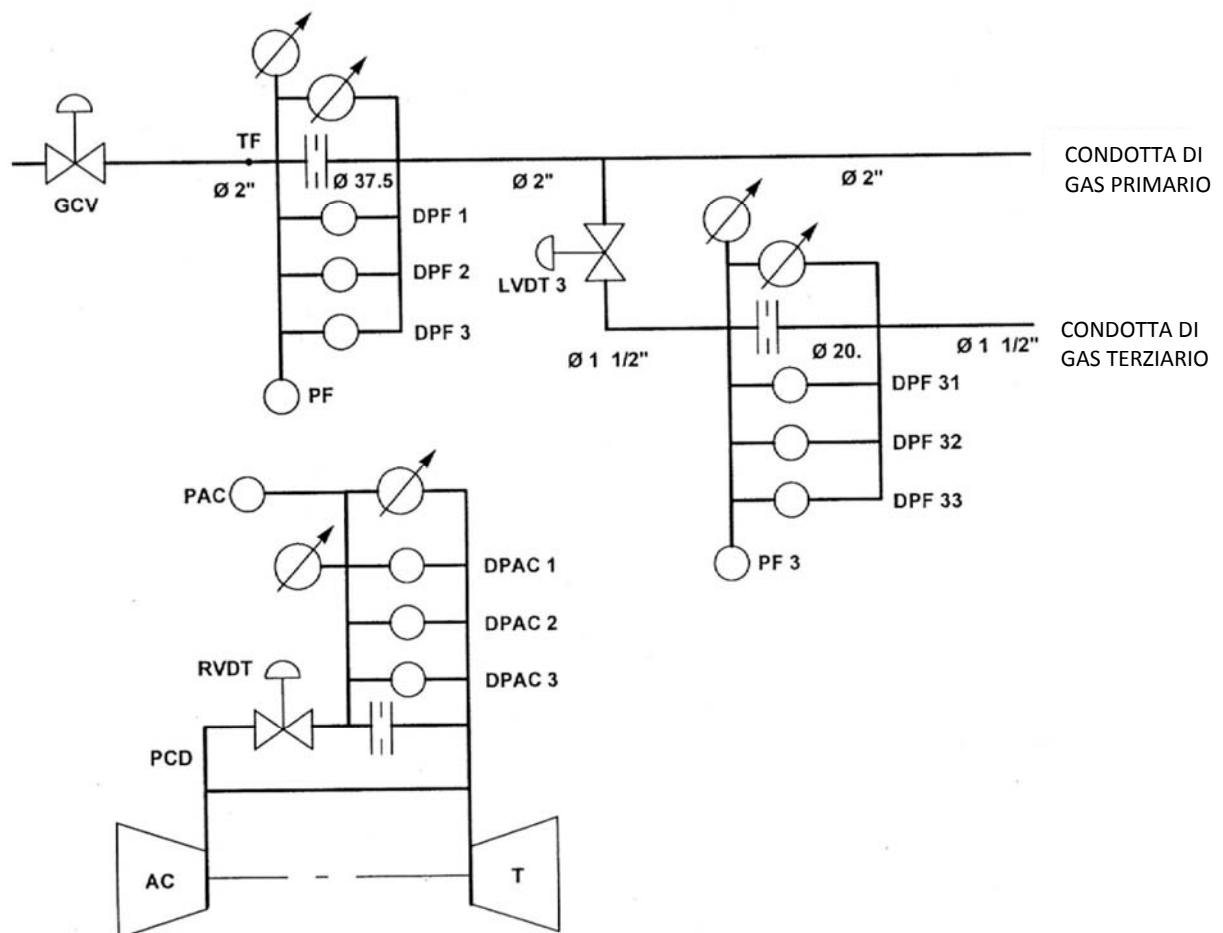 TF
GCV
Ø 2"
Ø 37.5
Ø 2"
Ø 2"
CONDOTTA DI
GAS PRIMARIO
DPF 1
DPF 2
DPF 3
PF
LVDT 3
Ø 1 1/2"
Ø 20.
Ø 1 1/2"
CONDOTTA DI
GAS TERZIARIO
DPF 31
DPF 32
DPF 33
PF 3
PAC
DPAC 1
DPAC 2
DPAC 3
RVDT
PCD
AC
T